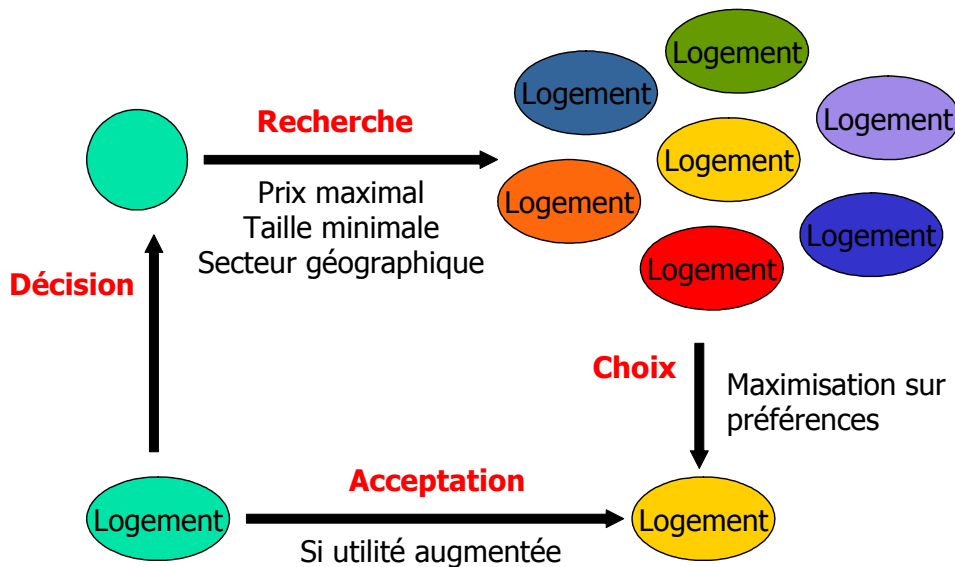 Logement
Logement
Logement
Recherche
Logement
Prix maximal
Logement
Taille minimale
Secteur géographique
Logement
Logement
Décision
Choix
Maximisation sur
préférences
Acceptation
Logement
Logement
Si utilité augmentée